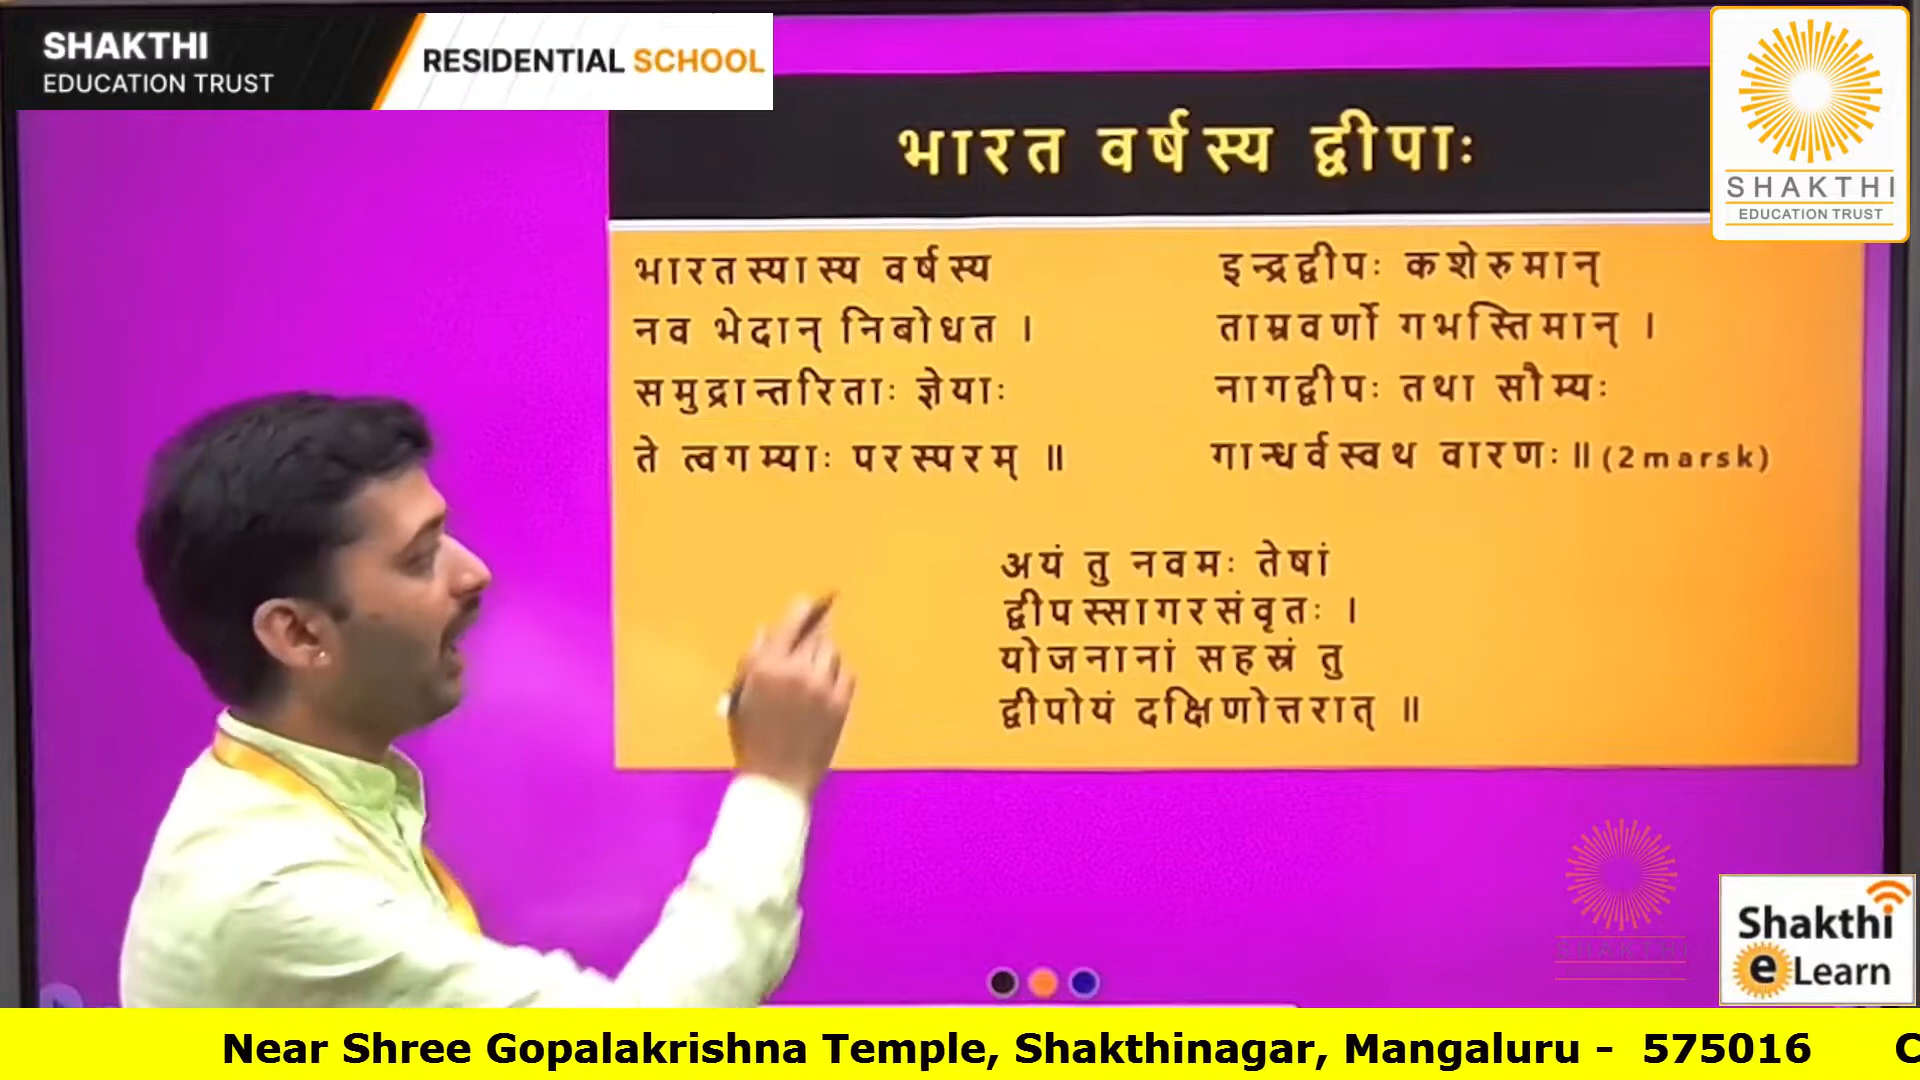 SHAKTHI
EDUCATION TRUST
RESIDENTIAL SCHOOL
SHAKTHI
EDUCATION TRUST
भारत वर्षस्य द्वीपाः
भारतस्यास्य वर्षस्य
नव भेदान् निबोधत ।
समुद्रान्तरिताः ज्ञेयाः
ते त्वगम्याः परस्परम् ॥
इन्द्रद्वीपः कशेरुमान्
ताम्रवर्णो गभस्तिमान् ।
नागद्वीपः तथा सौम्यः
गान्धर्वस्वथ वारणः॥(2marsk)
अयं तु नवमः तेषां
द्वीपस्सागरसंवृतः ।
योजनानां सहस्रं तु
द्वीपोयं दक्षिणोत्तरात् ॥
SHAKTHI
Shakthi
eLearn
Near Shree Gopalakrishna Temple, Shakthinagar, Mangaluru - 575016 C